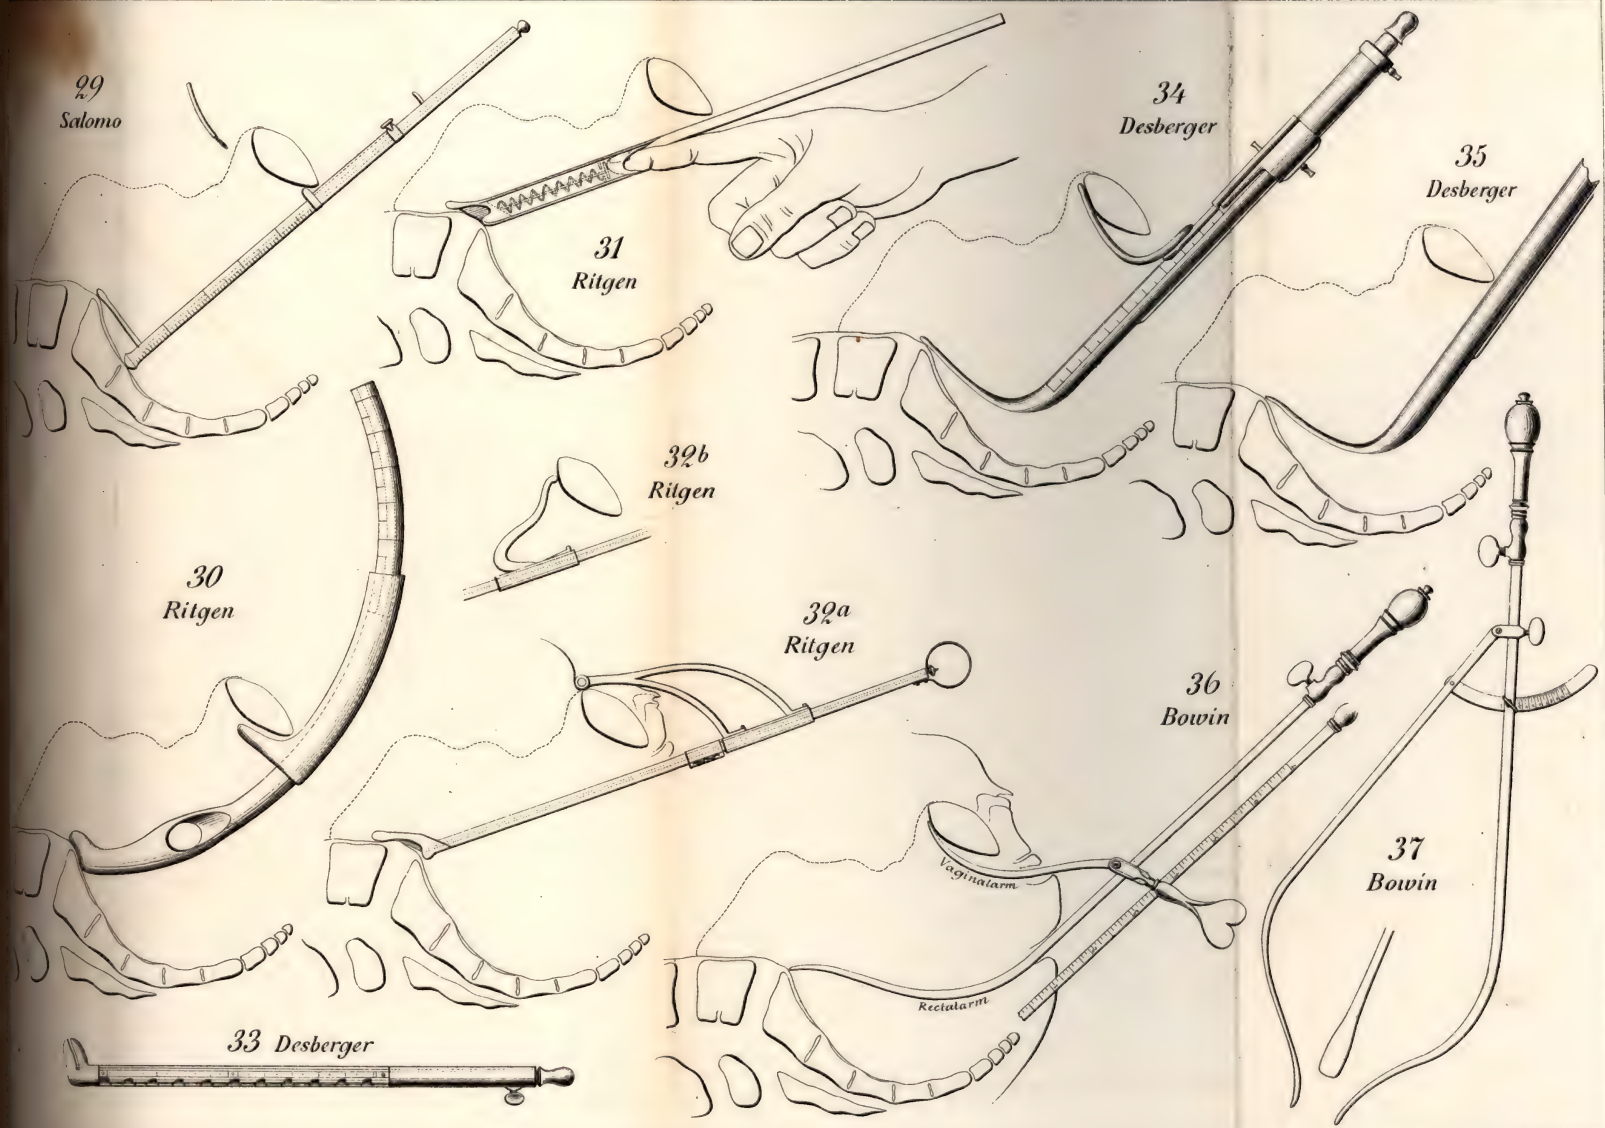 29
Salomo
31
Ritgen
34
Desberger
35
Desberger
32b
Ritgen
30
Ritgen
32a
Ritgen
36
Bowin
Vaginalarm
37
Bowin
Rectalarm
33 Desberger